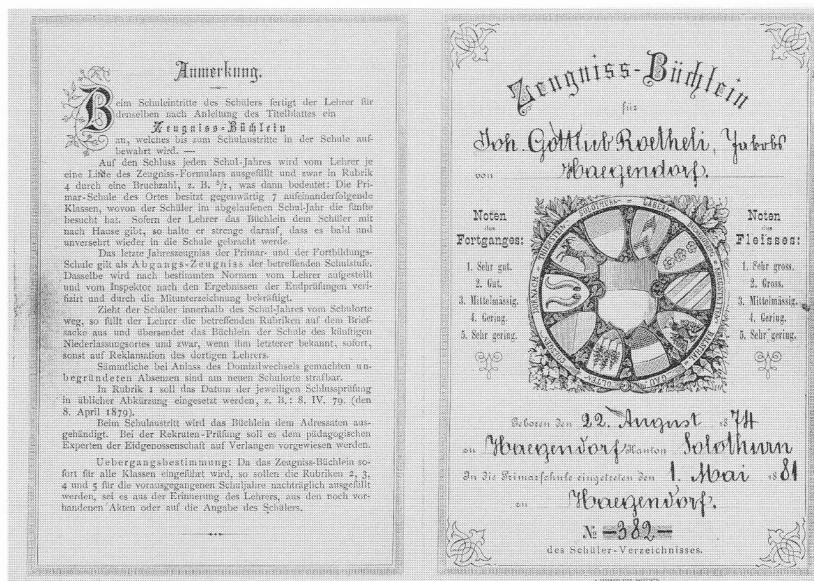 Anmerkung.
Beim Schuleintritte des Schülers fertigt der Lehrer für
denselben nach Anleitung des Titelblattes ein
Zeugniss-Büchlein
an, welches bis zum Schulaustritte in der Schule auf-
bewahrt wird. —
Auf den Schluss jeden Schul-Jahres wird vom Lehrer je
eine Linie des Zeugniss-Formulars ausgefüllt und zwar in Rubrik
4 durch eine Bruchzahl, z. B. 5/7, was dann bedeutet: Die Pri-
mar-Schule des Ortes besitzt gegenwärtig 7 aufeinanderfolgende
Klassen, wovon der Schüler im abgelaufenen Schul-Jahr die fünfte
besucht hat. Sofern der Lehrer das Büchlein dem Schüler mit
nach Hause gibt, so halte er strenge darauf, dass es bald und
unversehrt wieder in die Schule gebracht werde.
Das letzte Jahreszeugniss der Primar- und der Fortbildungs-
Schule gilt als Abgangs-Zeugniss der betreffenden Schulstufe.
Dasselbe wird nach bestimmten Normen vom Lehrer aufgestellt
und vom Inspektor nach den Ergebnissen der Endprüfungen veri-
fizirt und durch die Mitunterzeichnung bekräftigt.
Zieht der Schüler innerhalb des Schul-Jahres vom Schulorte
weg, so füllt der Lehrer die betreffenden Rubriken auf dem Brief-
sacke aus und übersendet das Büchlein der Schule des künftigen
Niederlassungsortes und zwar, wenn ihm letzterer bekannt, sofort,
sonst auf Reklamation des dortigen Lehrers.
Sämmtliche bei Anlass des Domizilwechsels gemachten un-
begründeten Absenzen sind am neuen Schulorte strafbar.
In Rubrik 1 soll das Datum der jeweiligen Schlussprüfung
in üblicher Abkürzung eingesetzt werden, z. B.: 8. IV. 79. (den
8. April 1879).
Beim Schulaustritt wird das Büchlein dem Adressaten aus-
gehändigt. Bei der Rekruten-Prüfung soll es dem pädagogischen
Experten der Eidgenossenschaft auf Verlangen vorgewiesen werden.
Uebergangsbestimmung: Da das Zeugniss-Büchlein so-
fort für alle Klassen eingeführt wird, so sollen die Rubriken 2, 3,
4 und 5 für die vorausgegangenen Schuljahre nachträglich ausgefüllt
werden, sei es aus der Erinnerung des Lehrers, aus den noch vor-
handenen Akten oder auf die Angabe des Schülers.
Zeugniss-Büchlein
für
Joh. Gottlieb Roetheli, Jakobs
von Haegendorf.
Noten
des
Fortganges:
1. Sehr gut.
2. Gut.
3. Mittelmässig.
4. Gering.
5. Sehr gering.
Noten
des
Fleisses:
1. Sehr gross.
2. Gross.
3. Mittelmässig.
4. Gering.
5. Sehr gering.
Geboren den 22. August 1874
zu Haegendorf Kanton Solothurn
In die Primarschule eingetreten den 1. Mai 1881
zu Haegendorf.
№ -382-
des Schüler-Verzeichnisses.